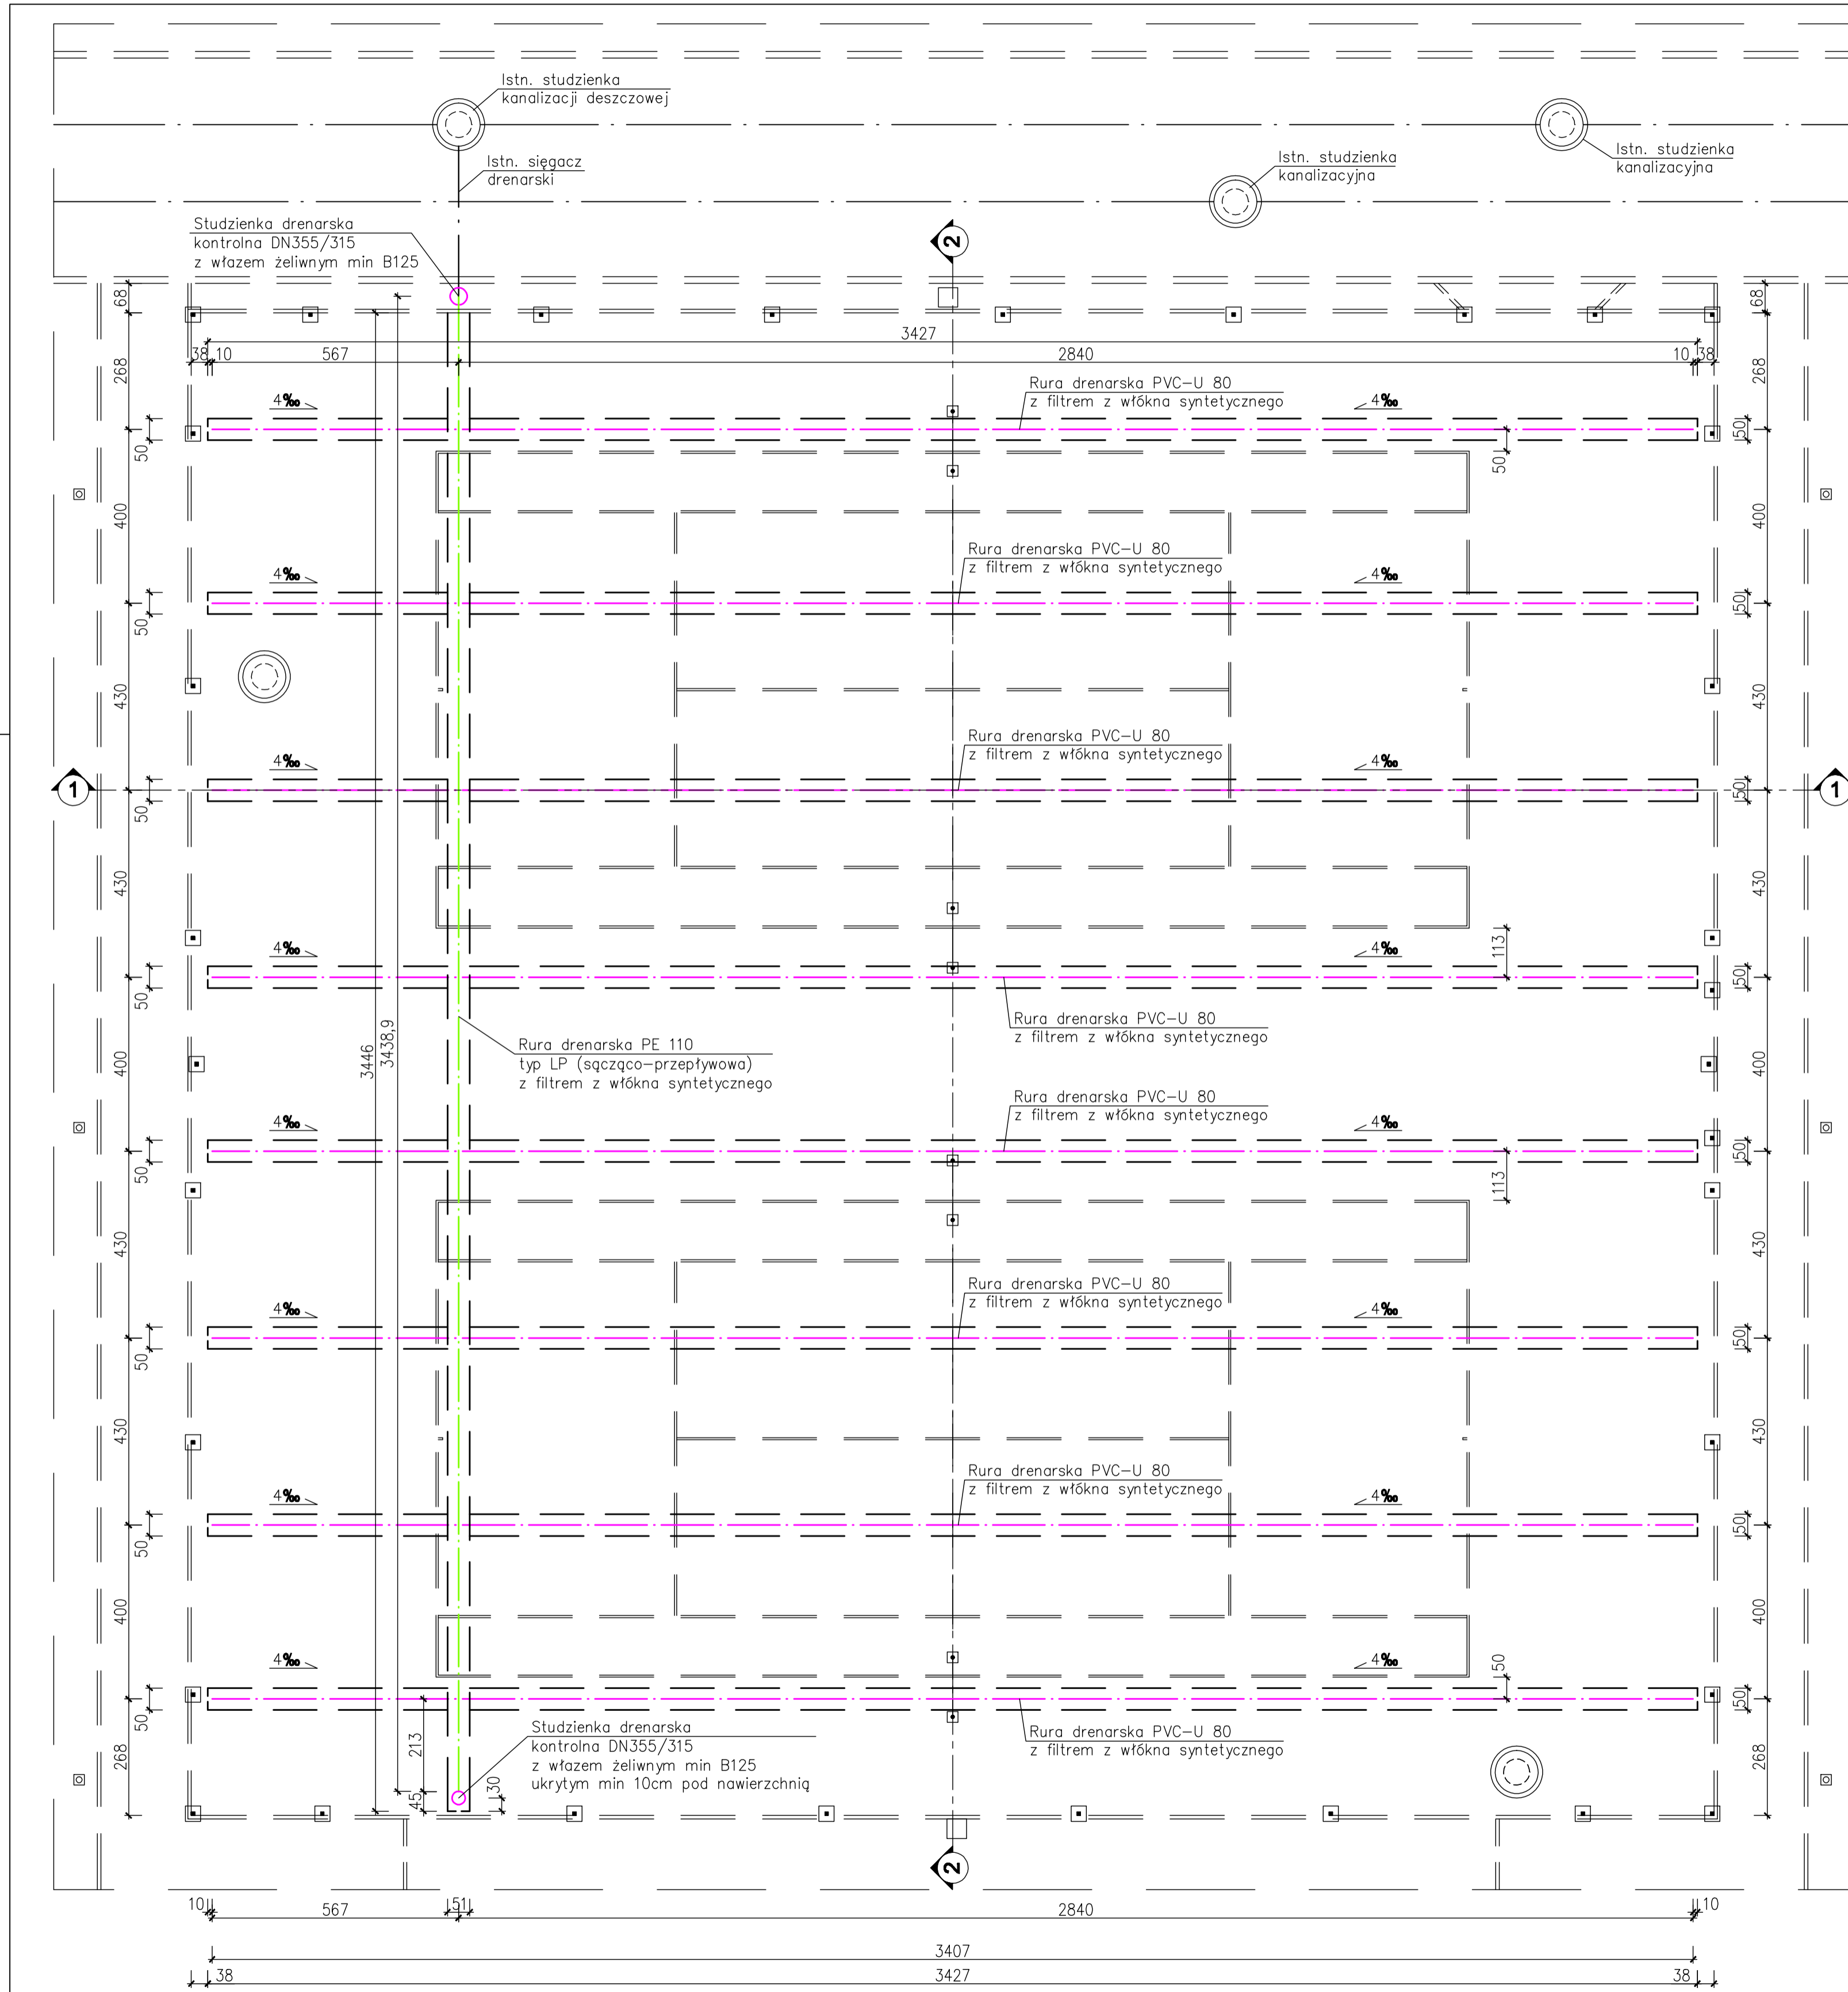 Istn. studzienka
kanalizacji deszczowej
Istn. sięgacz
drenarski
Istn. studzienka
kanalizacyjna
Istn. studzienka
kanalizacyjna
Studzienka drenarska
kontrolna DN355/315
z włazem żeliwnym min B125
2
68
68
3427
38
10
567
2840
10
38
268
268
Rura drenarska PVC-U 80
z filtrem z włókna syntetycznego
4‰
4‰
50
50
50
400
400
Rura drenarska PVC-U 80
z filtrem z włókna syntetycznego
4‰
4‰
50
50
430
430
Rura drenarska PVC-U 80
z filtrem z włókna syntetycznego
4‰
4‰
1
1
50
50
430
430
113
4‰
4‰
50
50
Rura drenarska PVC-U 80
z filtrem z włókna syntetycznego
3446
3438,9
Rura drenarska PE 110
typ LP (sącząco-przepływowa)
z filtrem z włókna syntetycznego
400
400
Rura drenarska PVC-U 80
z filtrem z włókna syntetycznego
4‰
4‰
50
50
113
430
430
Rura drenarska PVC-U 80
z filtrem z włókna syntetycznego
4‰
4‰
50
50
430
430
Rura drenarska PVC-U 80
z filtrem z włókna syntetycznego
4‰
4‰
50
50
400
400
4‰
4‰
50
50
50
Rura drenarska PVC-U 80
z filtrem z włókna syntetycznego
Studzienka drenarska
kontrolna DN355/315
z włazem żeliwnym min B125
ukrytym min 10cm pod nawierzchnią
213
268
268
45
30
2
10
567
51
2840
10
3407
38
3427
38